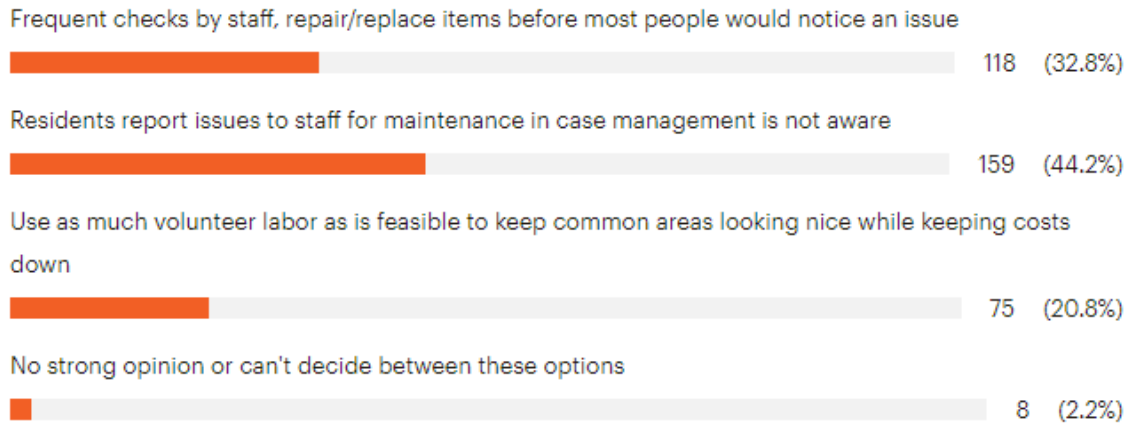 Frequent checks by staff, repair/replace items before most people would notice an issue
118 (32.8%)
Residents report issues to staff for maintenance in case management is not aware
159 (44.2%)
Use as much volunteer labor as is feasible to keep common areas looking nice while keeping costs
down
75 (20.8%)
No strong opinion or can't decide between these options
8 (2.2%)